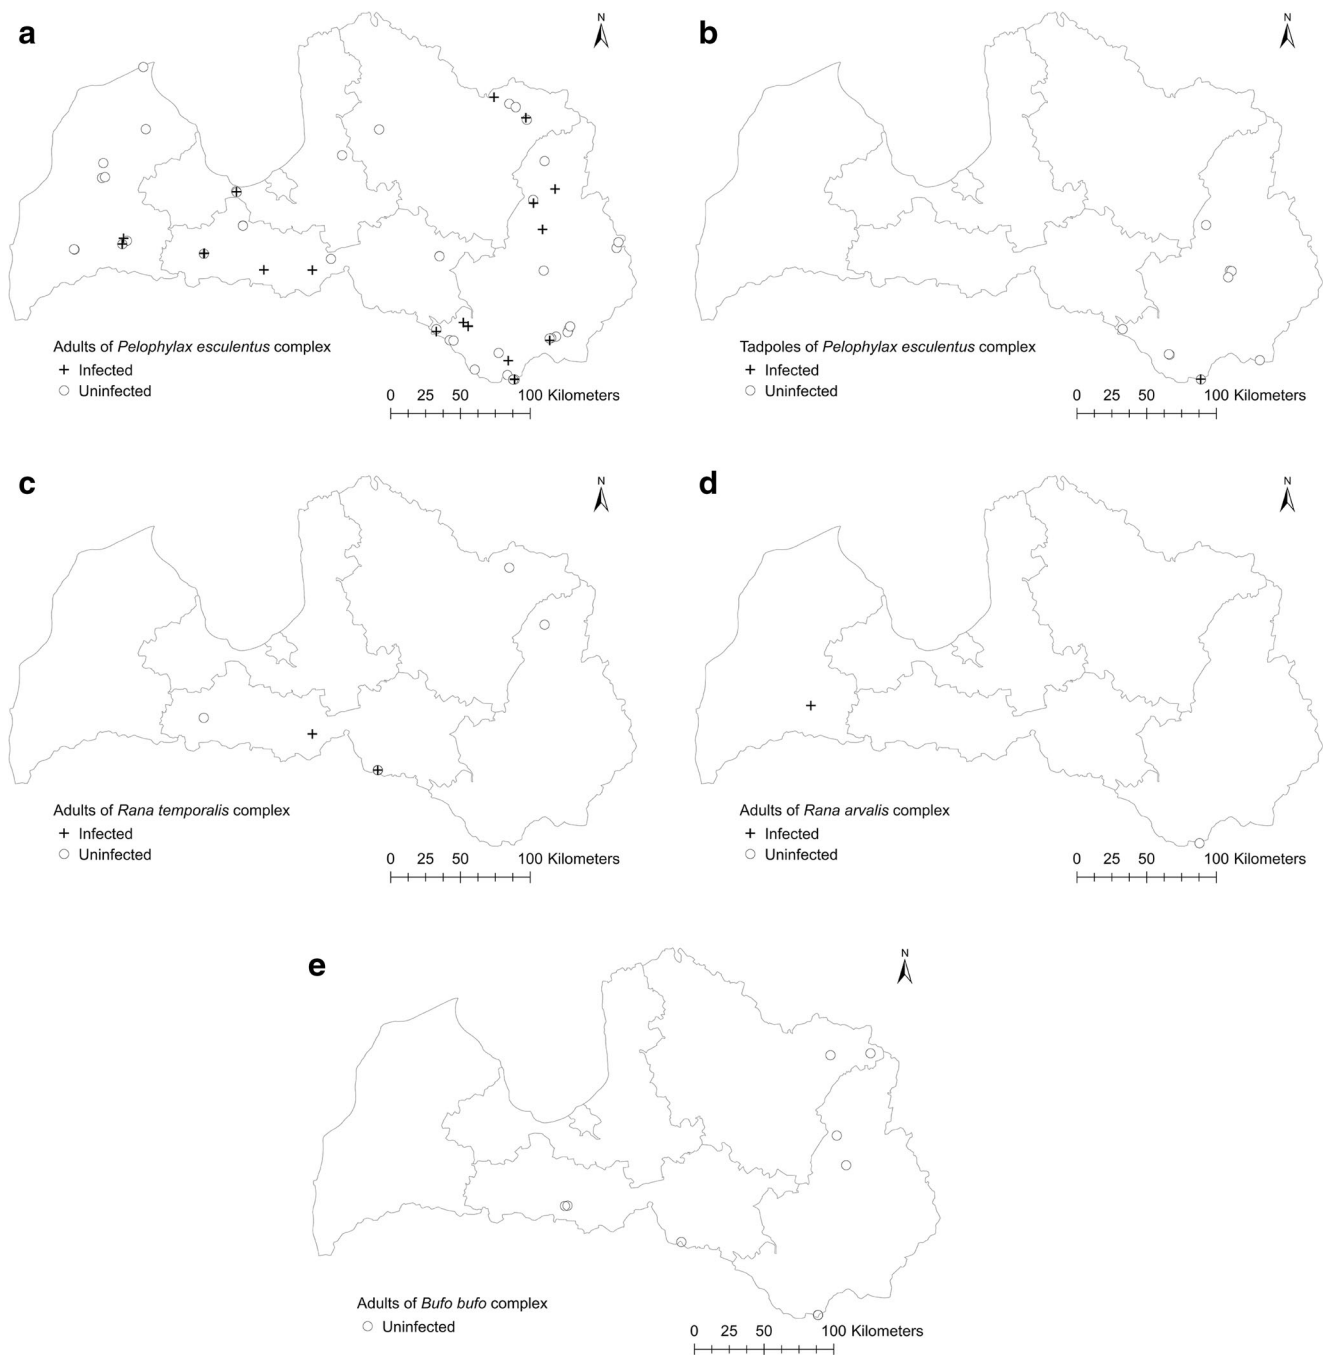 a
N
Adults of Pelophylax esculentus complex
+ Infected
○ Uninfected
0 25 50 100 Kilometers
b
N
Tadpoles of Pelophylax esculentus complex
+ Infected
○ Uninfected
0 25 50 100 Kilometers
c
N
Adults of Rana temporalis complex
+ Infected
○ Uninfected
0 25 50 100 Kilometers
d
N
Adults of Rana arvalis complex
+ Infected
○ Uninfected
0 25 50 100 Kilometers
e
N
Adults of Bufo bufo complex
○ Uninfected
0 25 50 100 Kilometers